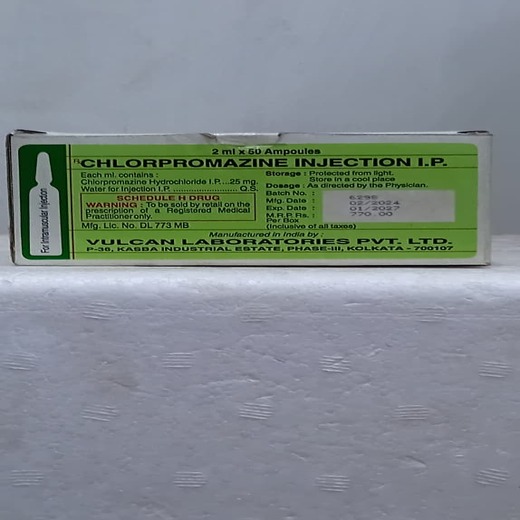 2 ml x 50 Ampoules
CHLORPROMAZINE INJECTION I.P.
Each ml. contains :
Chlorpromazine Hydrochloride I.P....25 mg.
Water for Injection I.P. ........................ Q.S.
SCHEDULE H DRUG
WARNING : To be sold by retail on the
prescription of a Registered Medical
Practitioner only.
Mfg. Lic. No. DL 773 MB
Storage : Protected from light.
Store in a cool place
Dosage : As directed by the Physician.
Batch No. : 6296
Mfg. Date : 02/2024
Exp. Date : 01/2027
M.R.P. Rs. : 770.00
Per Box
(Inclusive of all taxes)
Manufactured in India by :
VULCAN LABORATORIES PVT. LTD.
P-36, KASBA INDUSTRIAL ESTATE, PHASE-III, KOLKATA - 700107
For Intramuscular Injection